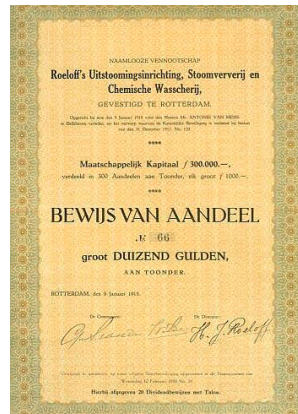 NAAMLOOZE VENNOOTSCHAP
Roeloff's Uitstoomingsinrichting, Stoomververij en
Chemische Wasscherij,
GEVESTIGD TE ROTTERDAM.
Maatschappelijk Kapitaal f 300.000.—,
verdeeld in 300 Aandeelen aan Toonder, elk groot f 1000.—.
BEWIJS VAN AANDEEL
№ 66
groot DUIZEND GULDEN,
AAN TOONDER.
ROTTERDAM, den 9 Januari 1918.
De Directeur:
H. J. Roeloff
Hierbij afgegeven 20 Dividendbewijzen met Talon.